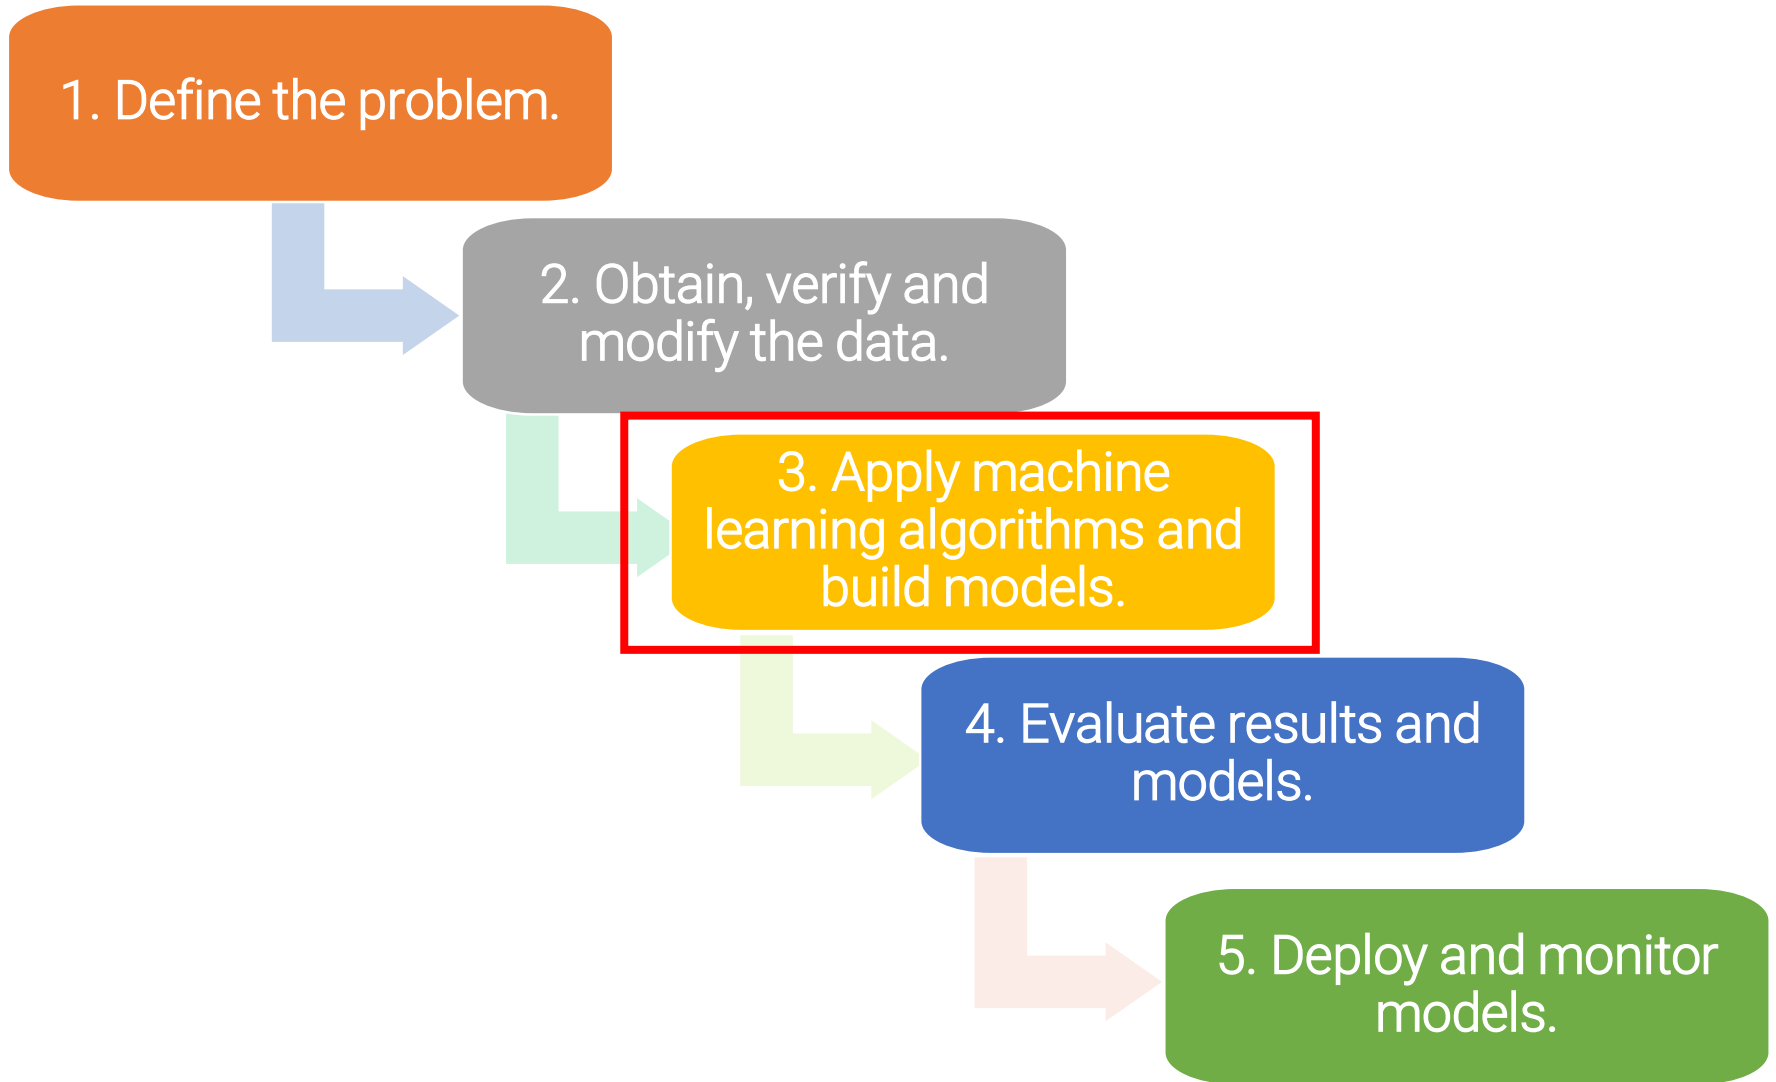 1. Define the problem.
2. Obtain, verify and
modify the data.
3. Apply machine
learning algorithms and
build models.
4. Evaluate results and
models.
5. Deploy and monitor
models.